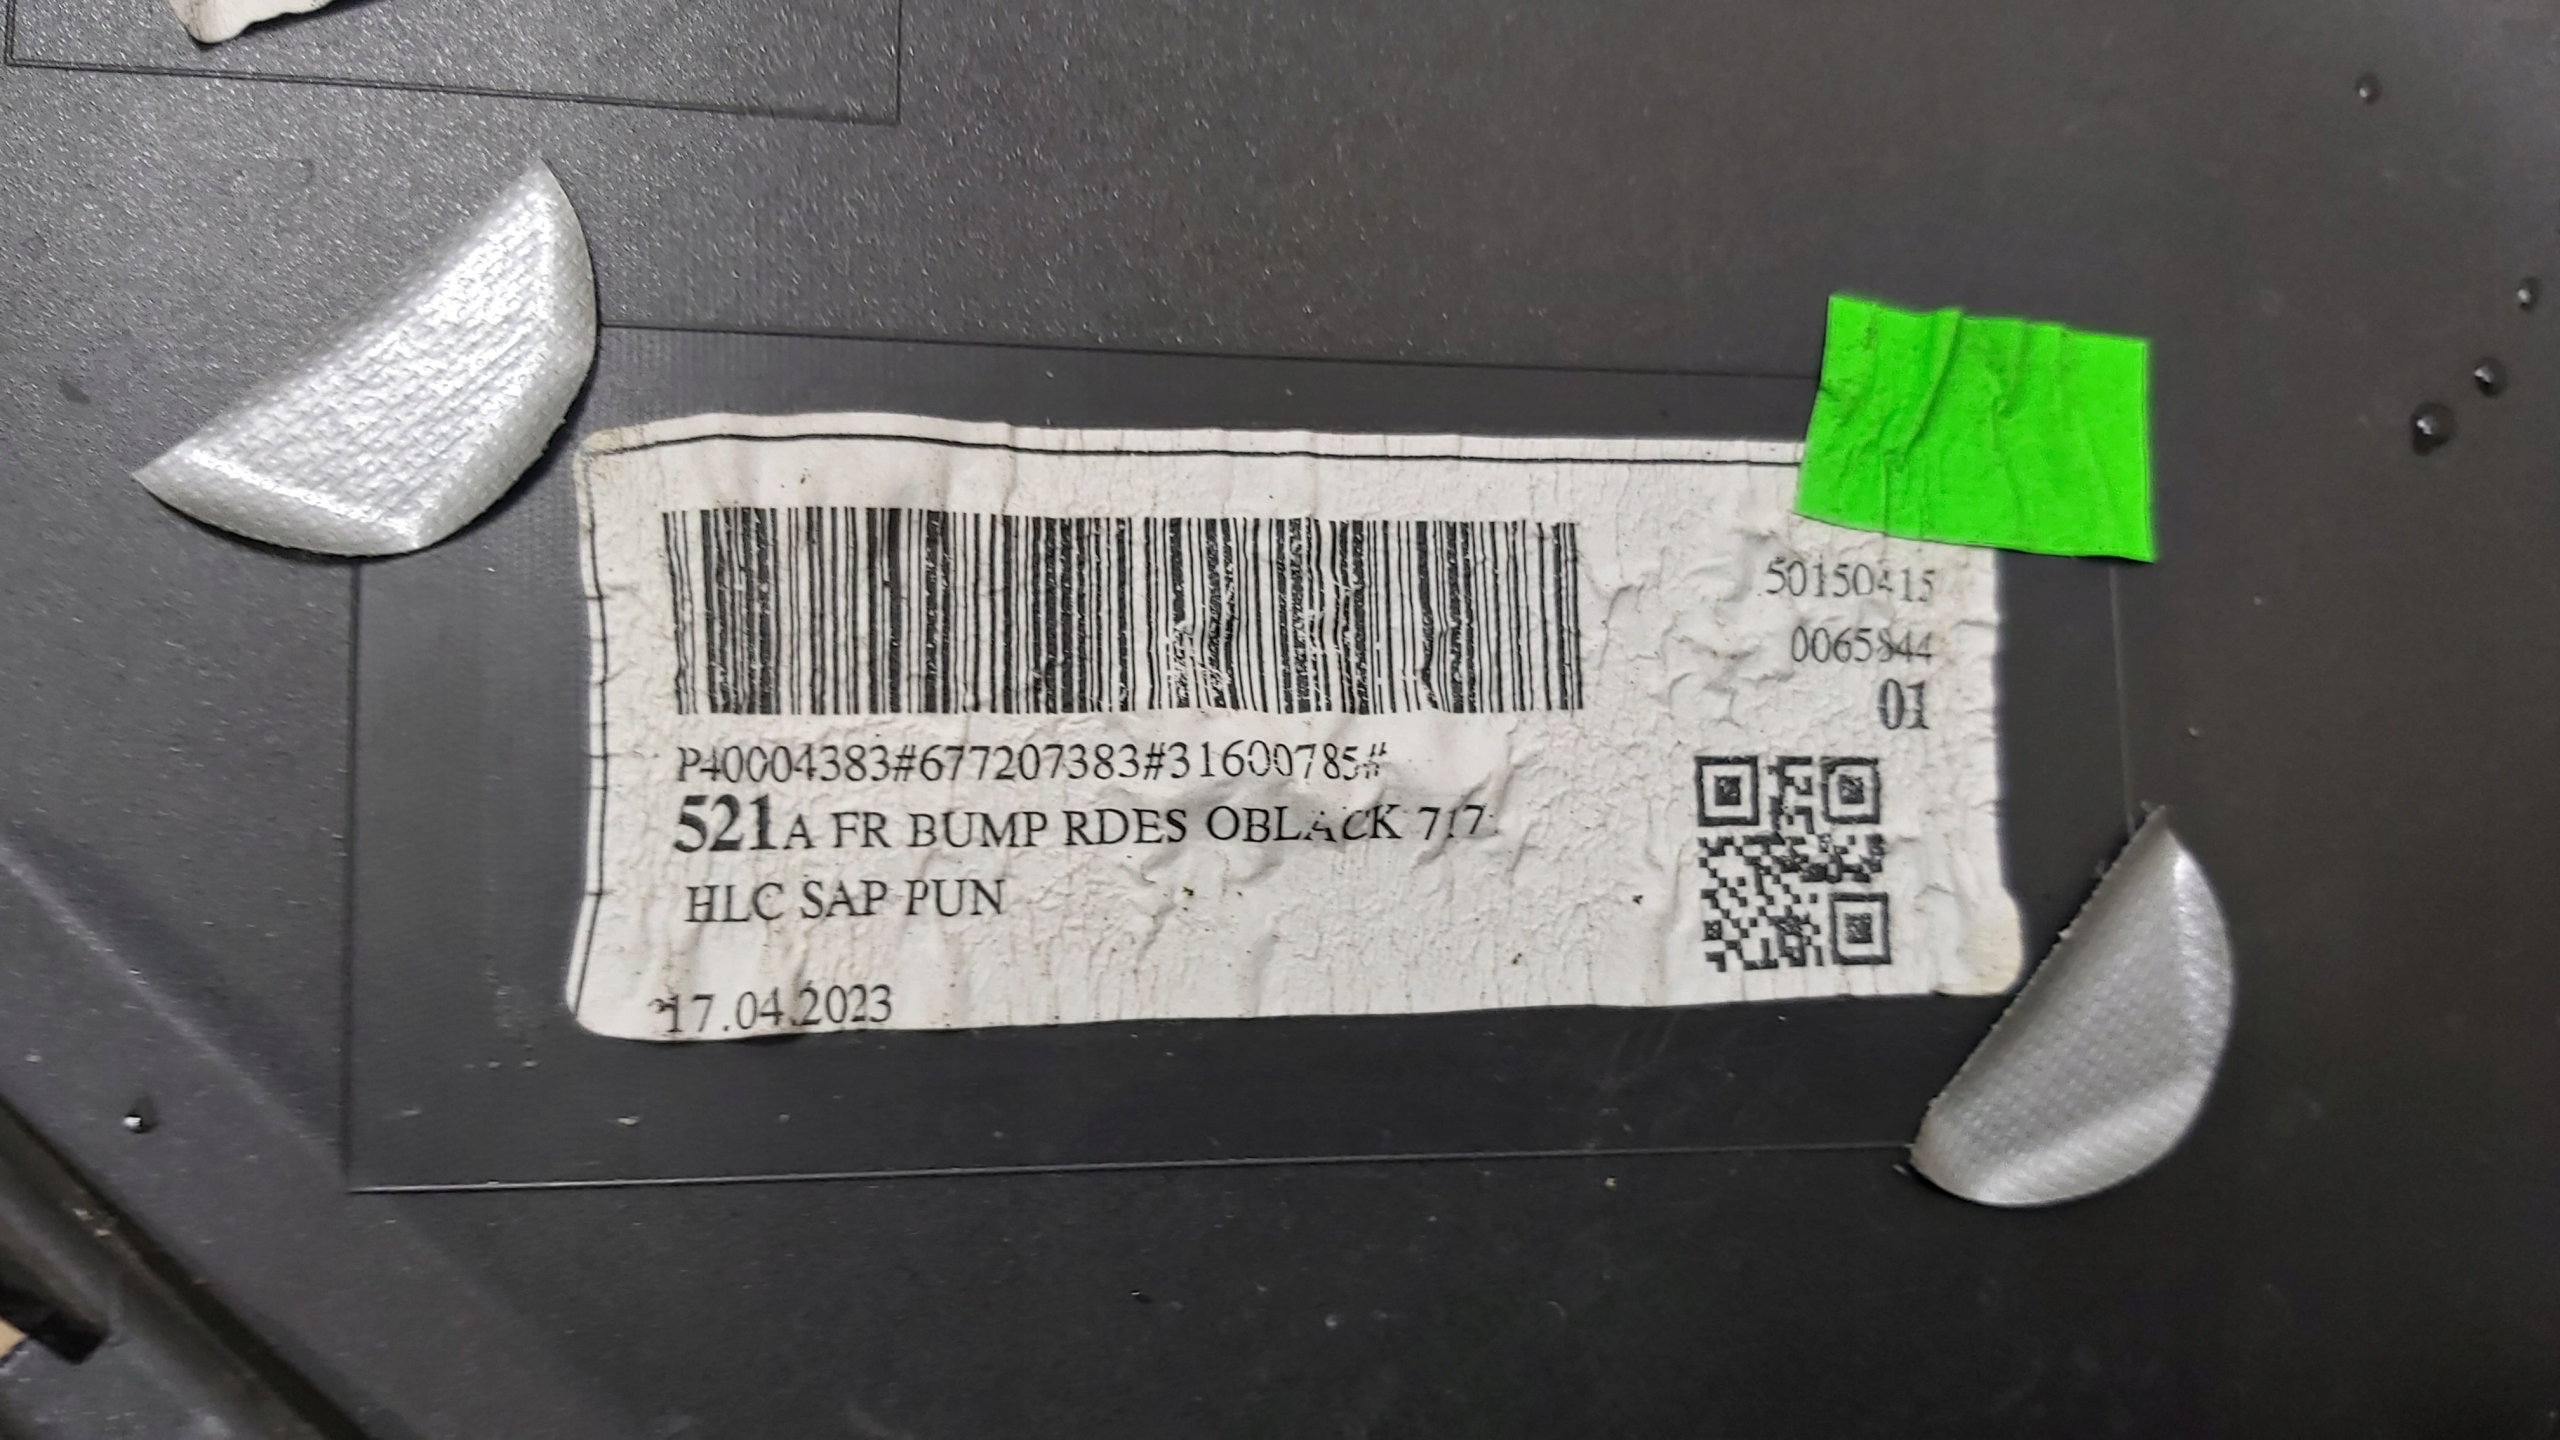 50150415
0065844
01
P40004383#677207383#31600785#
521A FR BUMP RDES OBLACK 717
HLC SAP PUN
17.04.2023